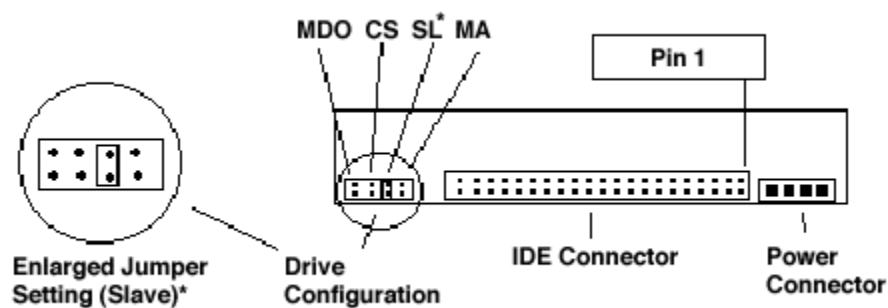 MDO CS SL* MA
Pin 1
Enlarged Jumper
Setting (Slave)*
Drive
Configuration
IDE Connector
Power
Connector